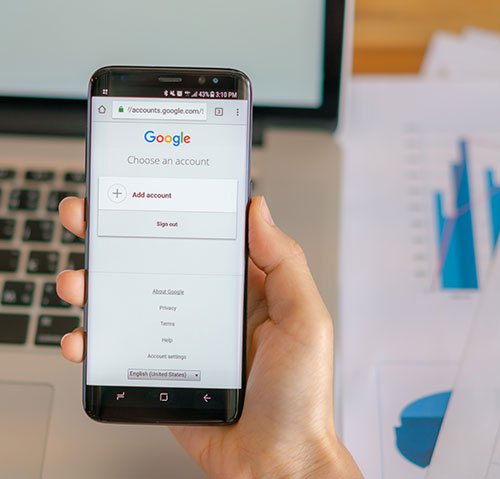 43% 3:10 PM
accounts.google.com/
Google
Choose an account
Add account
Sign out
About Google
Privacy
Terms
Help
Account settings
English (United States)